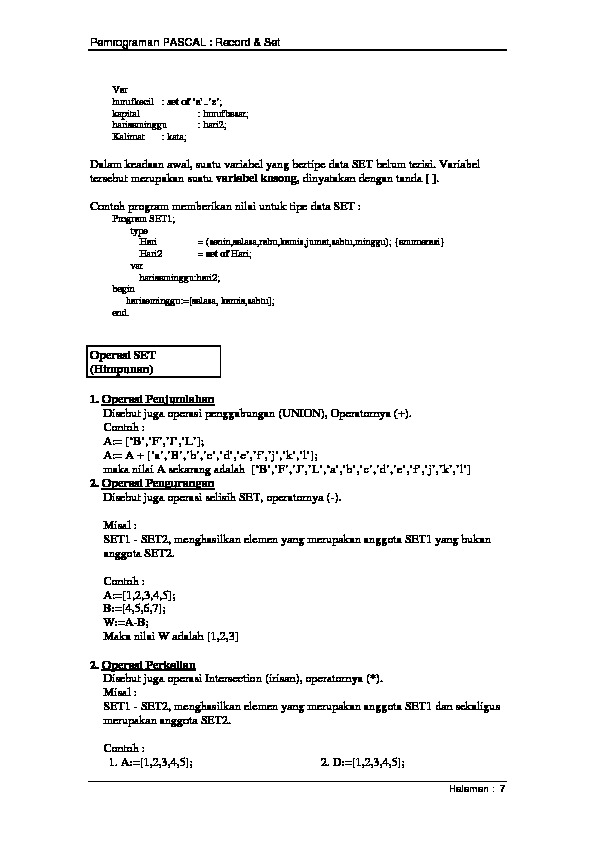 Pemrograman PASCAL : Record & Set
Var
hurufkecil : set of 'a'..'z';
kapital : hurufbesar;
hariseminggu : hari2;
Kalimat : kata;
Dalam keadaan awal, suatu variabel yang bertipe data SET belum terisi. Variabel
tersebut merupakan suatu variabel kosong, dinyatakan dengan tanda [ ].
Contoh program memberikan nilai untuk tipe data SET :
Program SET1;
type
Hari = (senin,selasa,rabu,kamis,jumat,sabtu,minggu); {enumerasi}
Hari2 = set of Hari;
var
hariseminggu:hari2;
begin
hariseminggu:=[selasa, kamis,sabtu];
end.
Operasi SET
(Himpunan)
1. Operasi Penjumlahan
Disebut juga operasi penggabungan (UNION), Operatornya (+).
Contoh :
A:= ['B','F','J','L'];
A:= A + ['a','B','b','c','d','e','f','j','k','l'];
maka nilai A sekarang adalah ['B','F','J','L','a','b','c','d','e','f','j','k','l']
2. Operasi Pengurangan
Disebut juga operasi selisih SET, operatornya (-).
Misal :
SET1 - SET2, menghasilkan elemen yang merupakan anggota SET1 yang bukan
anggota SET2.
Contoh :
A:=[1,2,3,4,5];
B:=[4,5,6,7];
W:=A-B;
Maka nilai W adalah [1,2,3]
2. Operasi Perkalian
Disebut juga operasi Intersection (irisan), operatornya (*).
Misal :
SET1 - SET2, menghasilkan elemen yang merupakan anggota SET1 dan sekaligus
merupakan anggota SET2.
Contoh :
1. A:=[1,2,3,4,5]; 2. D:=[1,2,3,4,5];
Halaman : 7